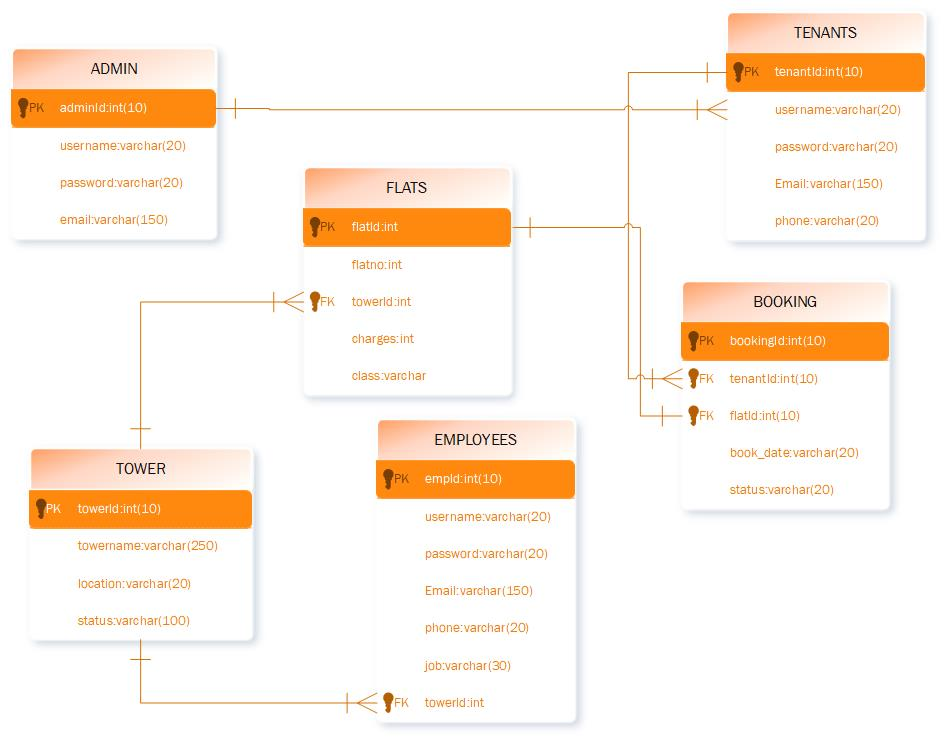 ADMIN
PK adminId:int(10)
username:varchar(20)
password:varchar(20)
email:varchar(150)
TENANTS
PK tenantId:int(10)
username:varchar(20)
password:varchar(20)
Email:varchar(150)
phone:varchar(20)
FLATS
PK flatId:int
flatno:int
FK towerId:int
charges:int
class:varchar
BOOKING
PK bookingId:int(10)
FK tenantId:int(10)
FK flatId:int(10)
book_date:varchar(20)
status:varchar(20)
TOWER
PK towerId:int(10)
towername:varchar(250)
location:varchar(20)
status:varchar(100)
EMPLOYEES
PK empId:int(10)
username:varchar(20)
password:varchar(20)
Email:varchar(150)
phone:varchar(20)
job:varchar(30)
FK towerId:int